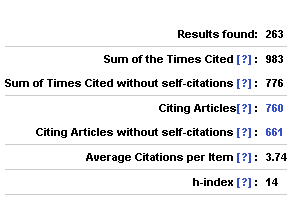 Results found: 263
Sum of the Times Cited [?] : 983
Sum of Times Cited without self-citations [?] : 776
Citing Articles[?] : 760
Citing Articles without self-citations [?] : 661
Average Citations per Item [?] : 3.74
h-index [?] : 14